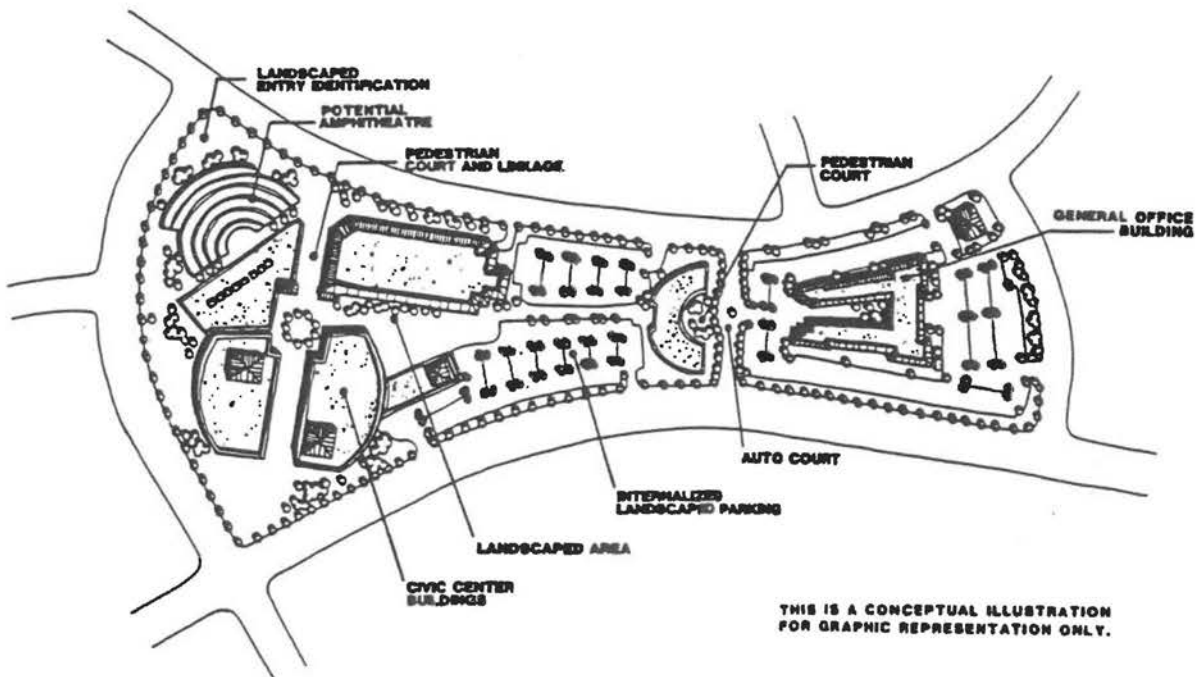 LANDSCAPED
ENTRY IDENTIFICATION
POTENTIAL
AMPHITHEATRE
PEDESTRIAN
COURT AND LINKAGE
PEDESTRIAN
COURT
GENERAL OFFICE
BUILDING
AUTO COURT
INTERNALIZED
LANDSCAPED PARKING
LANDSCAPED AREA
CIVIC CENTER
BUILDINGS
THIS IS A CONCEPTUAL ILLUSTRATION
FOR GRAPHIC REPRESENTATION ONLY.